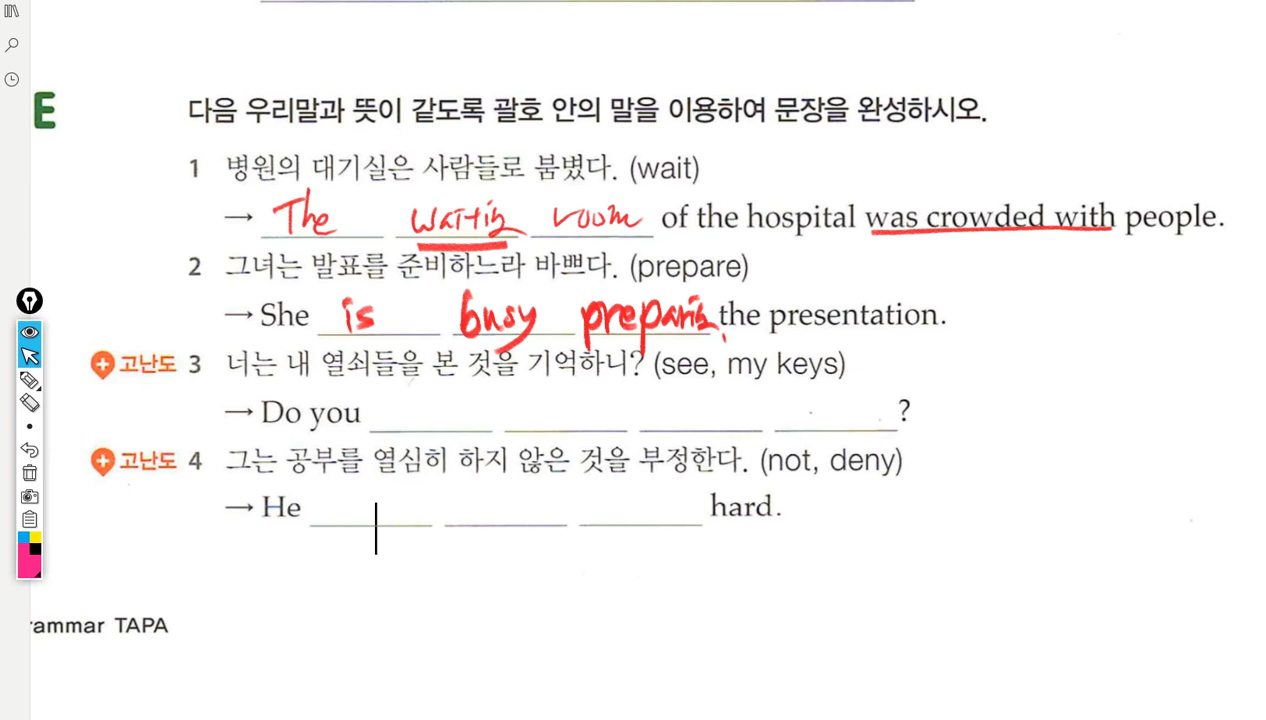 E 다음 우리말과 뜻이 같도록 괄호 안의 말을 이용하여 문장을 완성하시오.
1 병원의 대기실은 사람들로 붐볐다. (wait)
→ The waitin room of the hospital was crowded with people.
2 그녀는 발표를 준비하느라 바쁘다. (prepare)
→ She is busy preparin the presentation.
고난도 3 너는 내 열쇠들을 본 것을 기억하니? (see, my keys)
→ Do you ?
고난도 4 그는 공부를 열심히 하지 않은 것을 부정한다. (not, deny)
→ He hard.
rammar TAPA